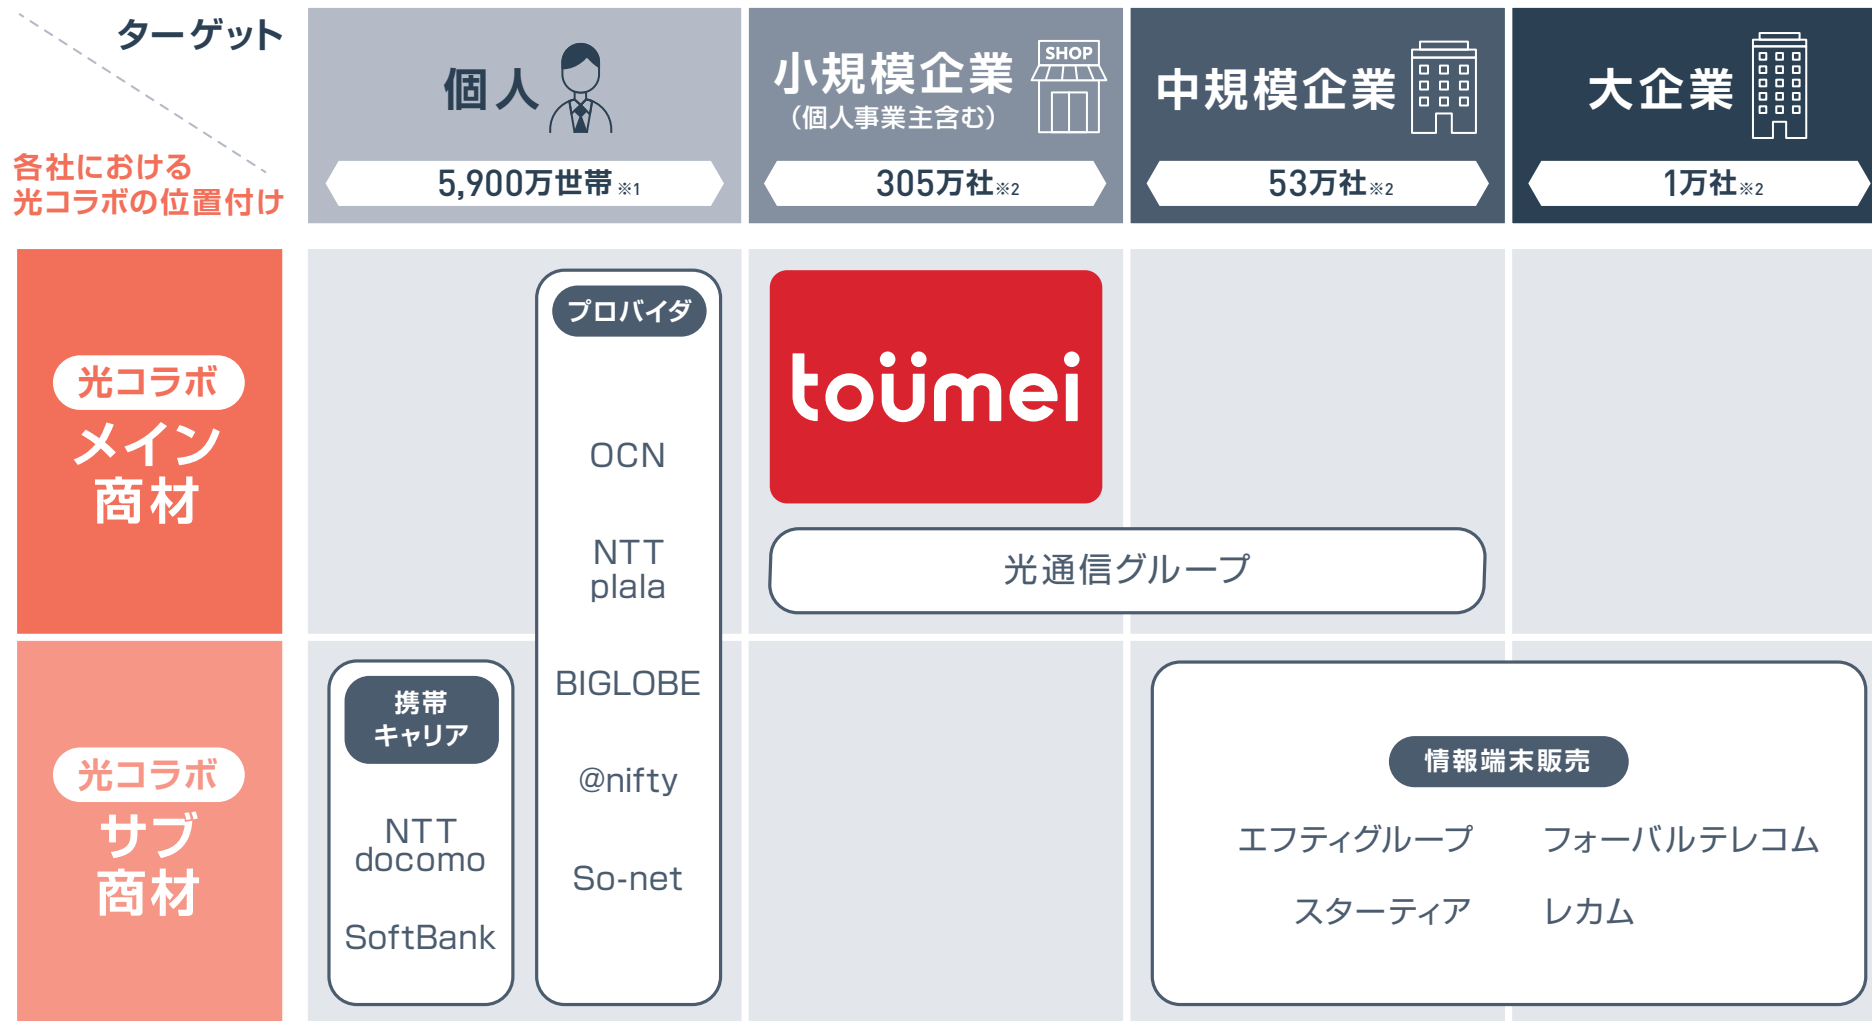 ターゲット
各社における
光コラボの位置付け
個人
5,900万世帯※1
小規模企業
（個人事業主含む）
SHOP
305万社※2
中規模企業
53万社※2
大企業
1万社※2
光コラボ
メイン
商材
プロバイダ
OCN
NTT
plala
BIGLOBE
@nifty
So-net
toümei
光通信グループ
光コラボ
サブ
商材
携帯
キャリア
NTT
docomo
SoftBank
情報端末販売
エフティグループ
フォーバルテレコム
スターティア
レカム